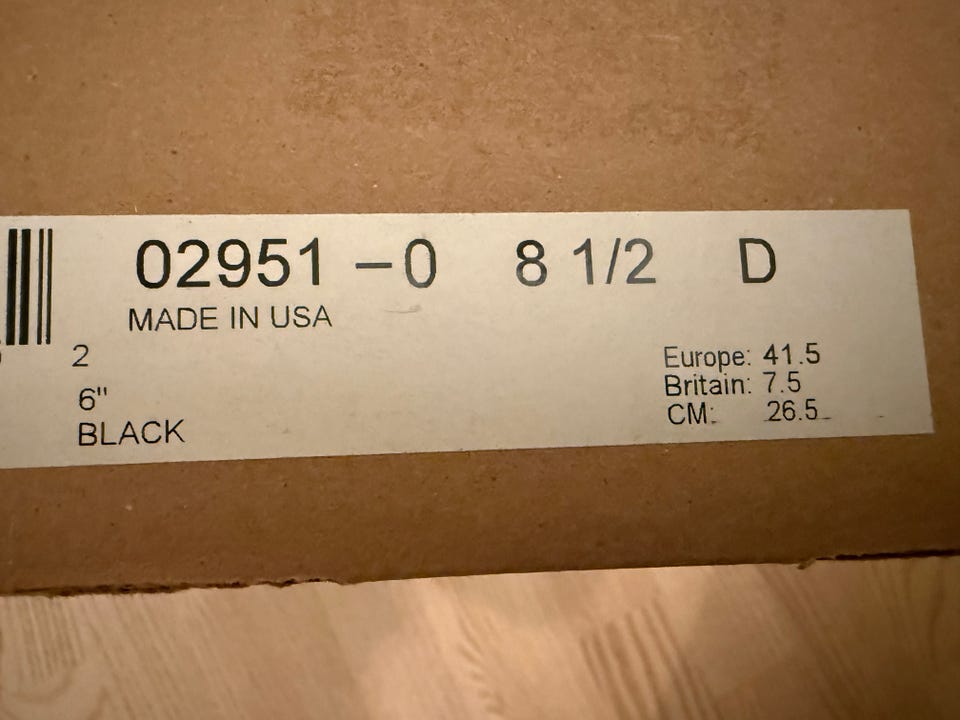 02951 – 0 8 1/2 D
MADE IN USA
2
6"
BLACK
Europe: 41.5
Britain: 7.5
CM: 26.5